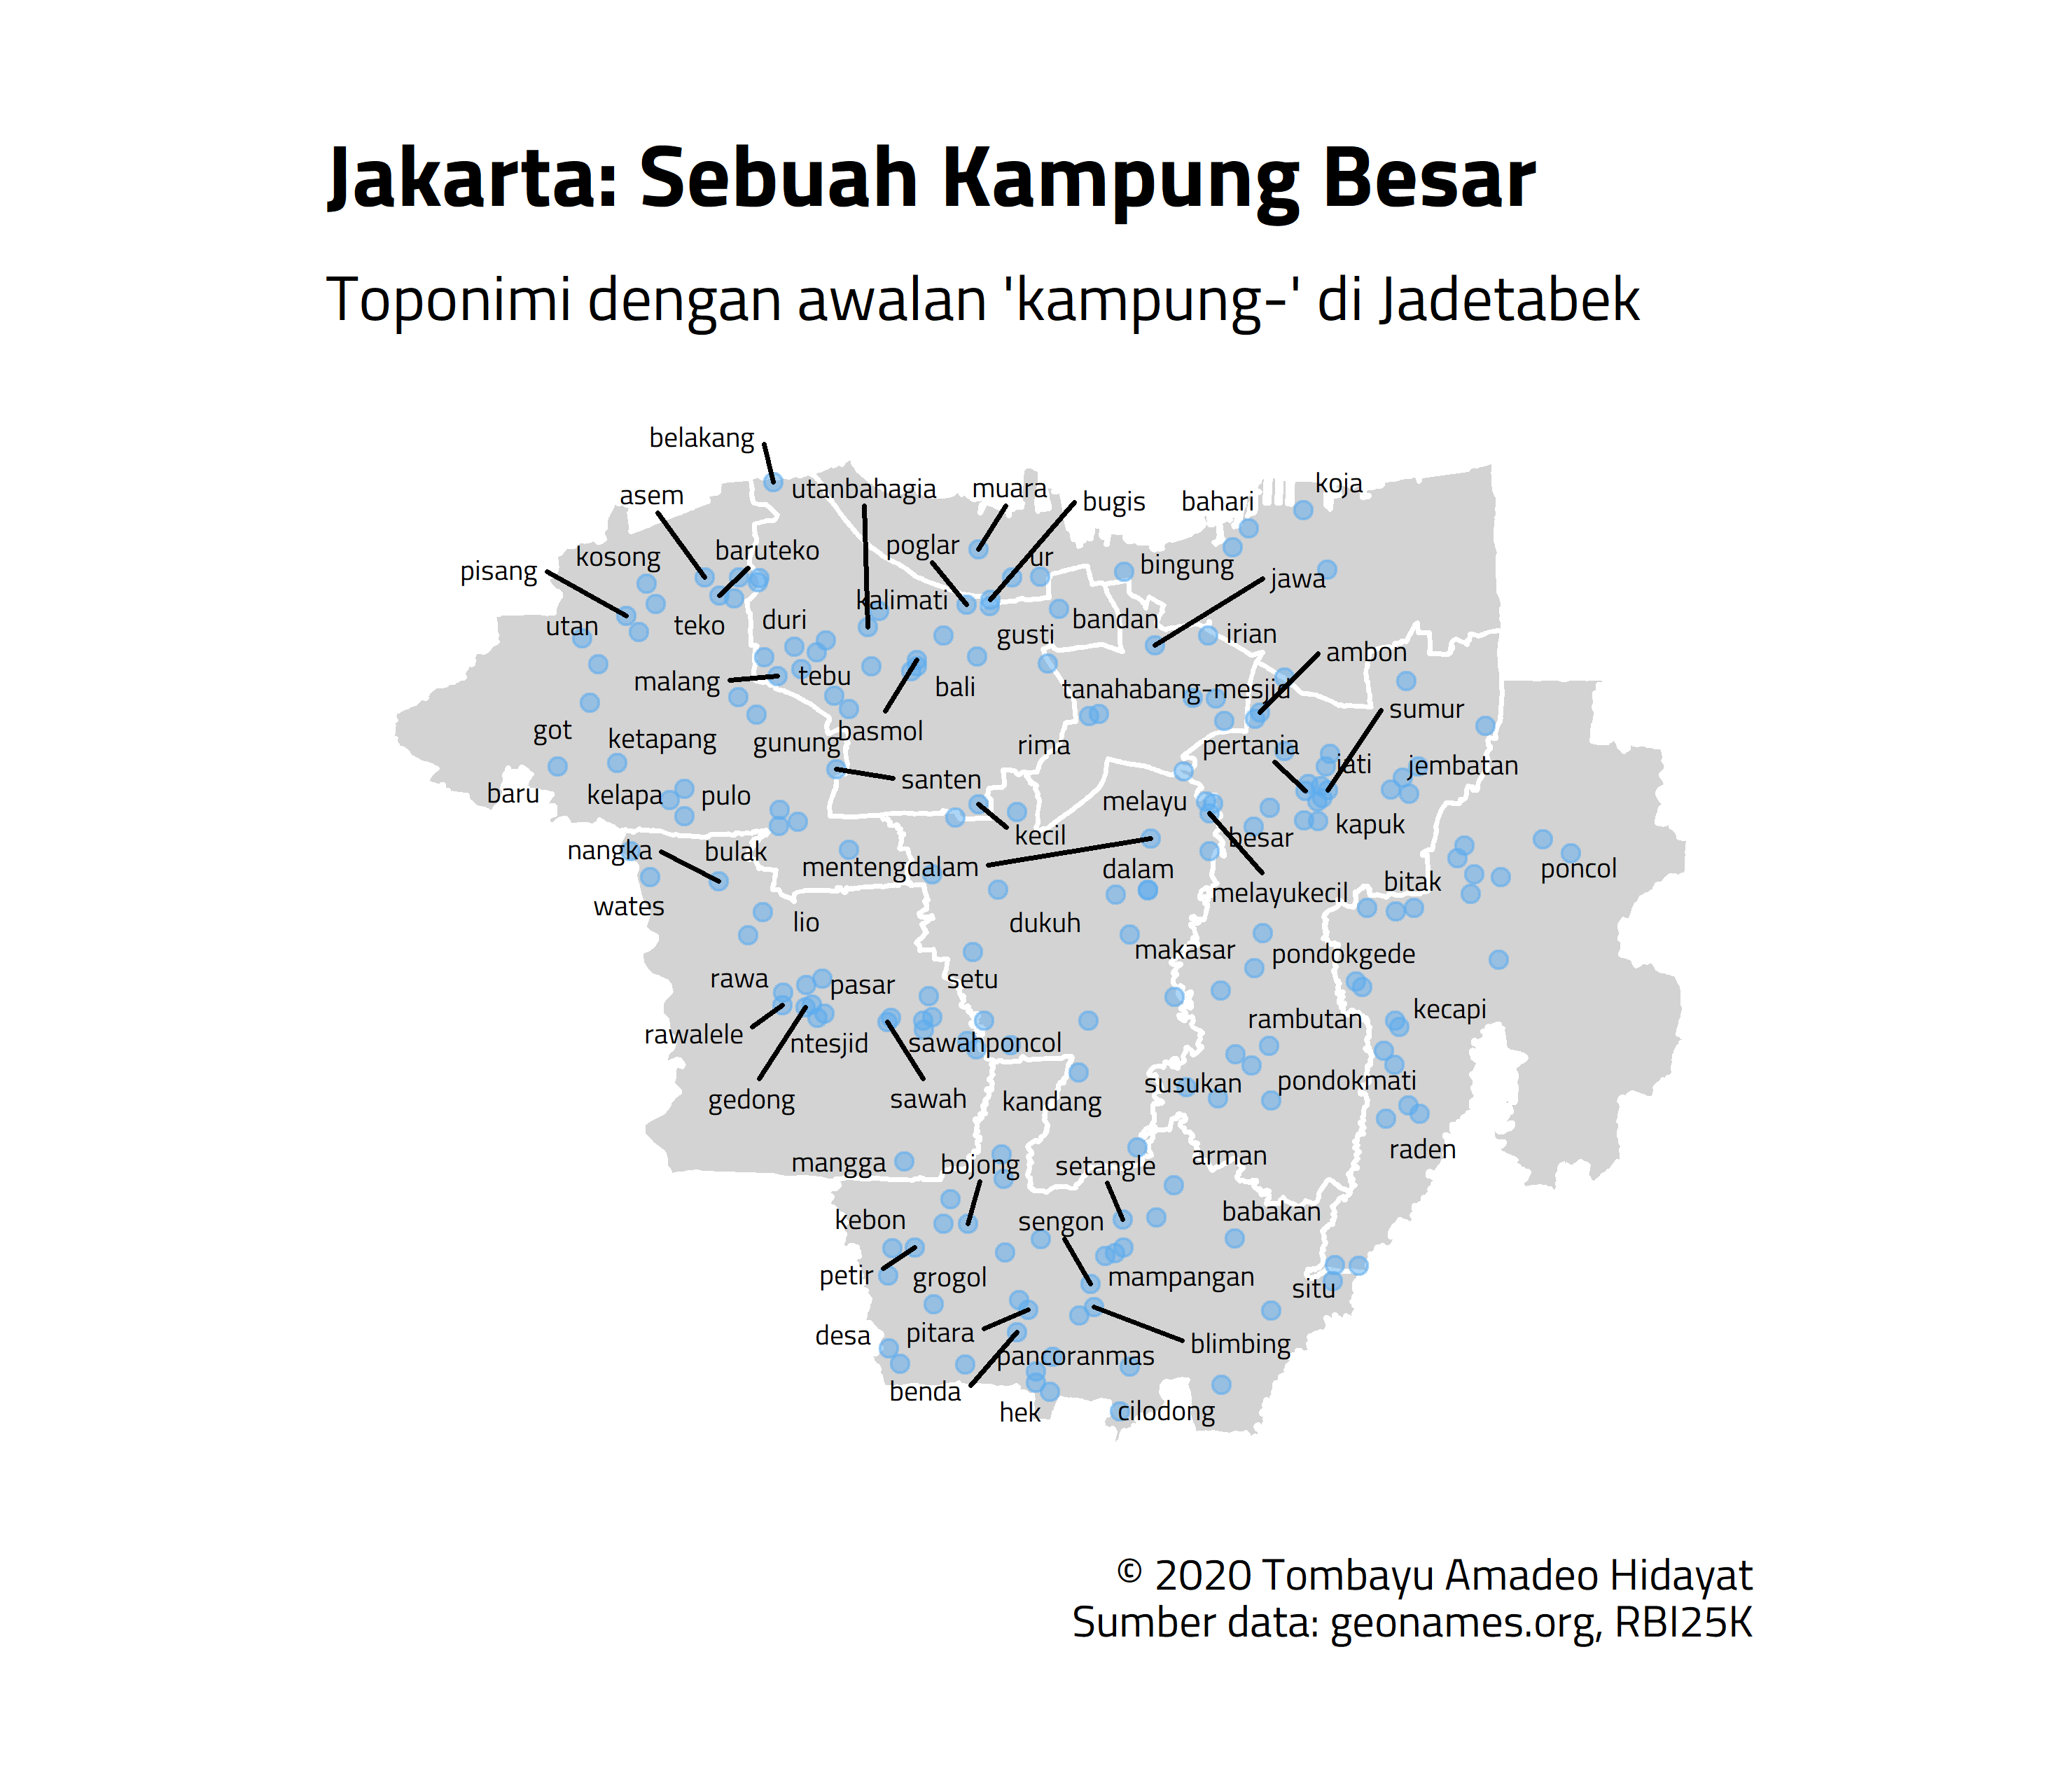 Jakarta: Sebuah Kampung Besar
Toponimi dengan awalan 'kampung-' di Jadetabek
belakang
asem
utanbahagia
muara
bugis
bahari
koja
pisang
kosong
baruteko
poglar
ur
bingung
jawa
utan
teko
duri
kalimati
gusti
bandan
irian
ambon
malang
tebu
bali
tanahabang-mesjid
sumur
got
ketapang
gunung
basmol
rima
pertania
jati
jembatan
baru
kelapa
pulo
santen
melayu
kecil
besar
kapuk
nangka
bulak
mentengdalam
dalam
melayukecil
bitak
poncol
wates
lio
dukuh
makasar
pondokgede
rawa
pasar
setu
kecapi
rawalele
ntesjid
sawahponcol
rambutan
gedong
sawah
kandang
susukan
pondokmati
mangga
bojong
setangle
arman
raden
kebon
sengon
babakan
petir
grogol
mampangan
situ
desa
pitara
pancoranmas
blimbing
benda
hek
cilodong
© 2020 Tombayu Amadeo Hidayat
Sumber data: geonames.org, RBI25K